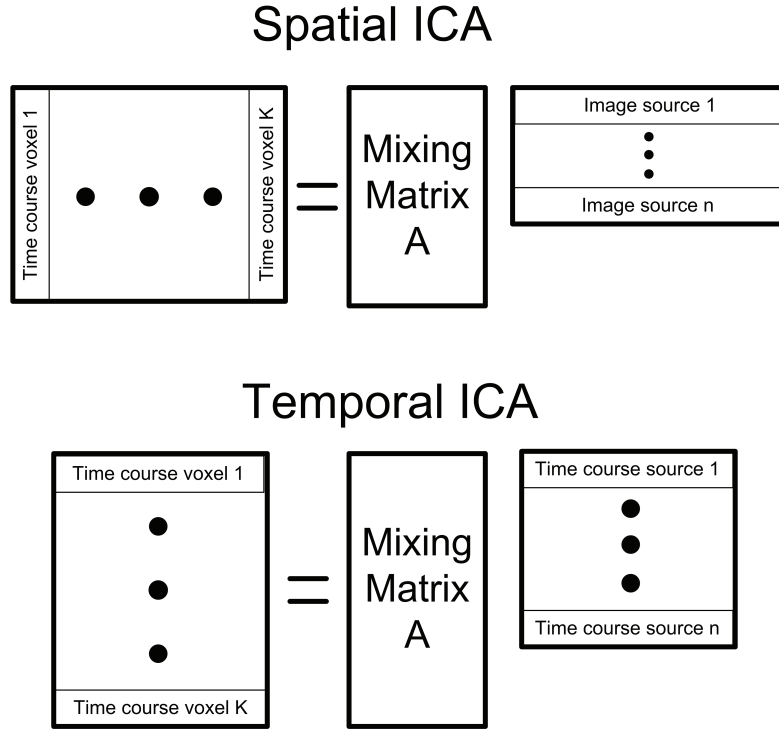 Spatial ICA
Time course voxel 1
Time course voxel K
=
Mixing
Matrix
A
Image source 1
Image source n
Temporal ICA
Time course voxel 1
Time course voxel K
=
Mixing
Matrix
A
Time course source 1
Time course source n